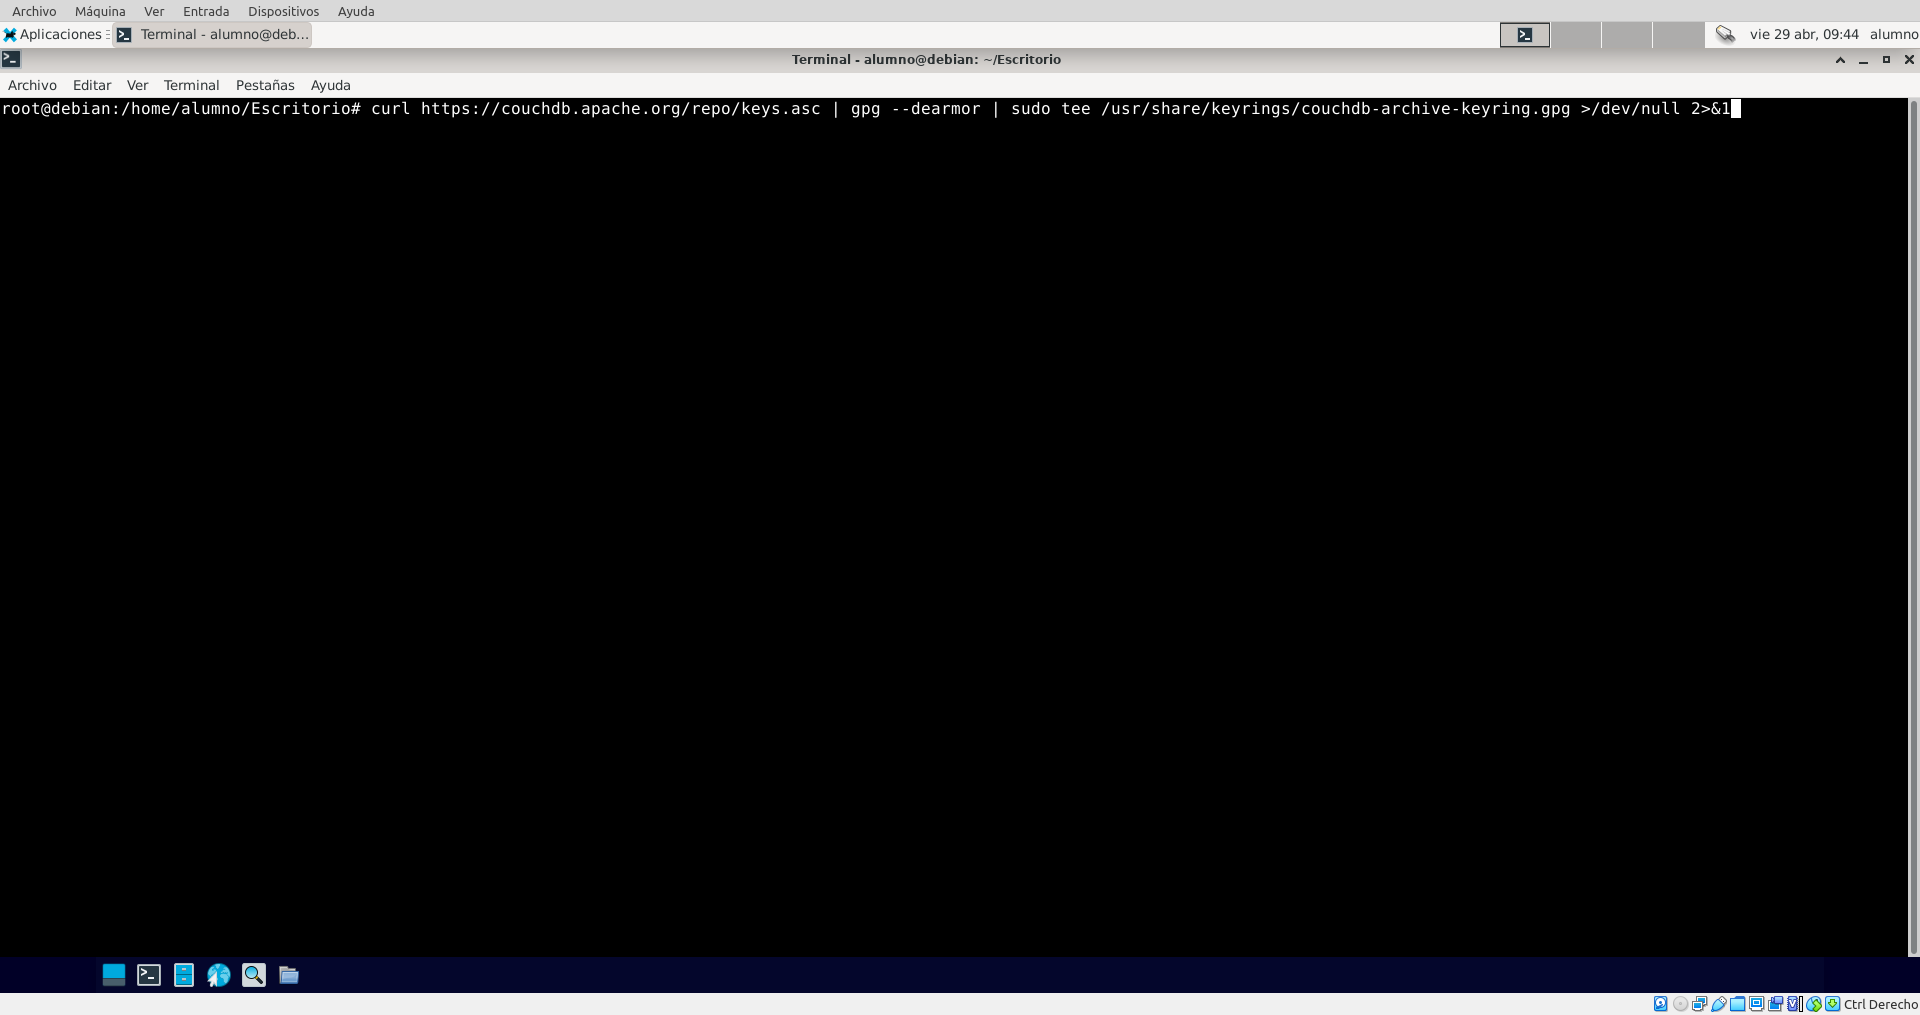 Archivo Máquina Ver Entrada Dispositivos Ayuda
Aplicaciones Terminal - alumno@deb... vie 29 abr, 09:44 alumno
Terminal - alumno@debian: ~/Escritorio
Archivo Editar Ver Terminal Pestañas Ayuda
root@debian:/home/alumno/Escritorio# curl https://couchdb.apache.org/repo/keys.asc | gpg --dearmor | sudo tee /usr/share/keyrings/couchdb-archive-keyring.gpg >/dev/null 2>&1
Ctrl Derecho